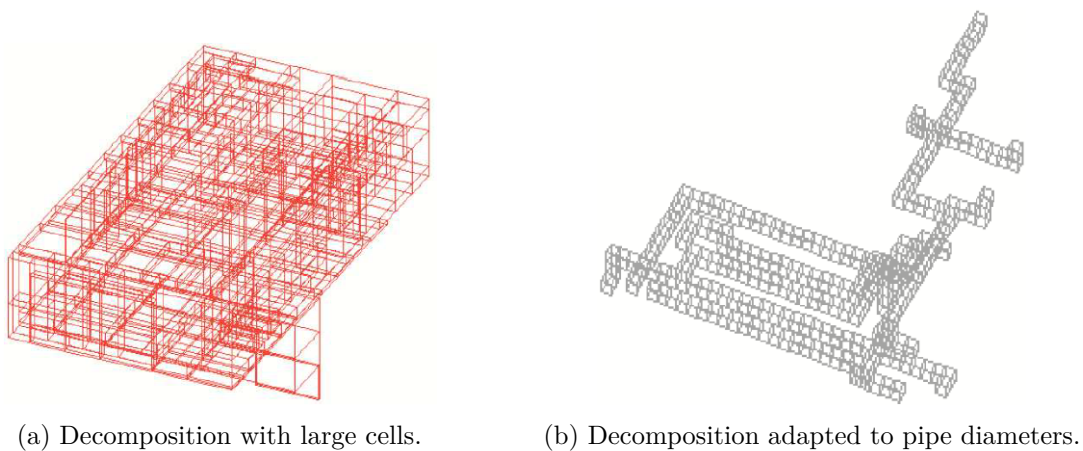 (a) Decomposition with large cells.
(b) Decomposition adapted to pipe diameters.